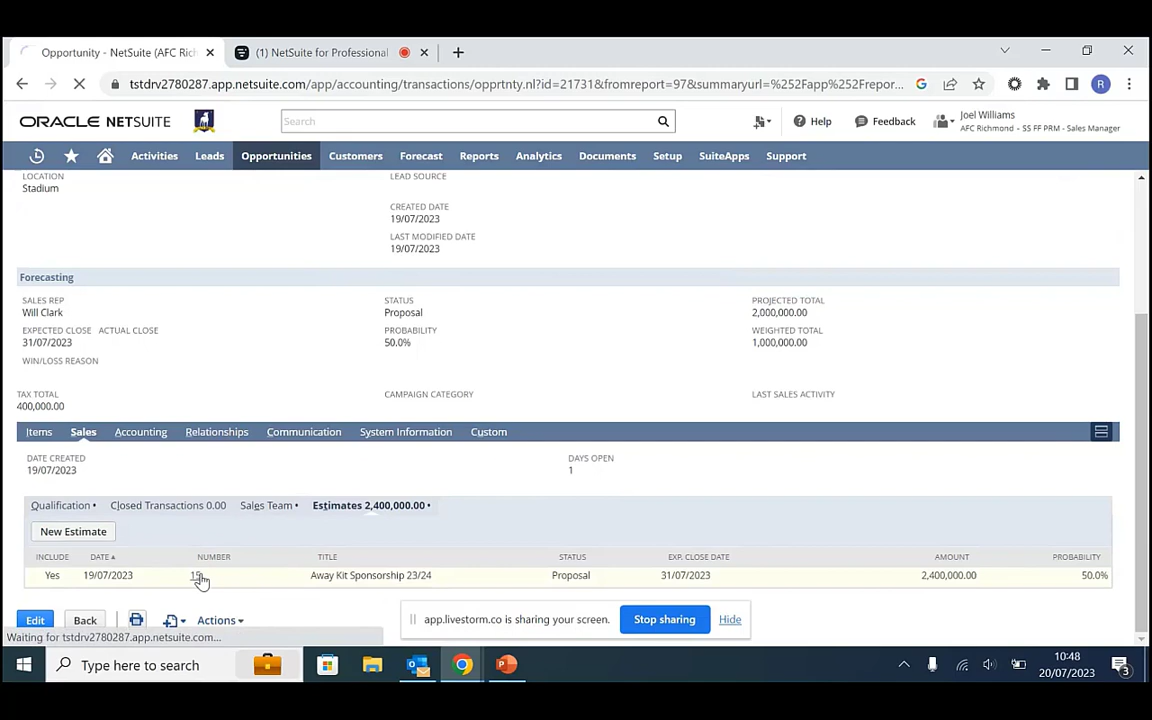 Opportunity - NetSuite (AFC Rich
(1) NetSuite for Professional
tstdrv2780287.app.netsuite.com/app/accounting/transactions/opprtnty.nl?id=21731&fromreport=97&summaryurl=%252Fapp%252Frepor...
ORACLE NETSUITE
Search
Help
Feedback
Joel Williams
AFC Richmond - SS FF PRM - Sales Manager
Activities Leads Opportunities Customers Forecast Reports Analytics Documents Setup SuiteApps Support
LOCATION LEAD SOURCE
Stadium
CREATED DATE
19/07/2023
LAST MODIFIED DATE
19/07/2023
Forecasting
SALES REP STATUS PROJECTED TOTAL
Will Clark Proposal 2,000,000.00
EXPECTED CLOSE ACTUAL CLOSE PROBABILITY WEIGHTED TOTAL
31/07/2023 50.0% 1,000,000.00
WIN/LOSS REASON
TAX TOTAL CAMPAIGN CATEGORY LAST SALES ACTIVITY
400,000.00
Items Sales Accounting Relationships Communication System Information Custom
DATE CREATED DAYS OPEN
19/07/2023 1
Qualification • Closed Transactions 0.00 Sales Team • Estimates 2,400,000.00 •
New Estimate
INCLUDE DATE NUMBER TITLE STATUS EXP. CLOSE DATE AMOUNT PROBABILITY
Yes 19/07/2023 Away Kit Sponsorship 23/24 Proposal 31/07/2023 2,400,000.00 50.0%
Edit Back Actions
app.livestorm.co is sharing your screen. Stop sharing Hide
Waiting for tstdrv2780287.app.netsuite.com...
Type here to search
10:48
20/07/2023
3